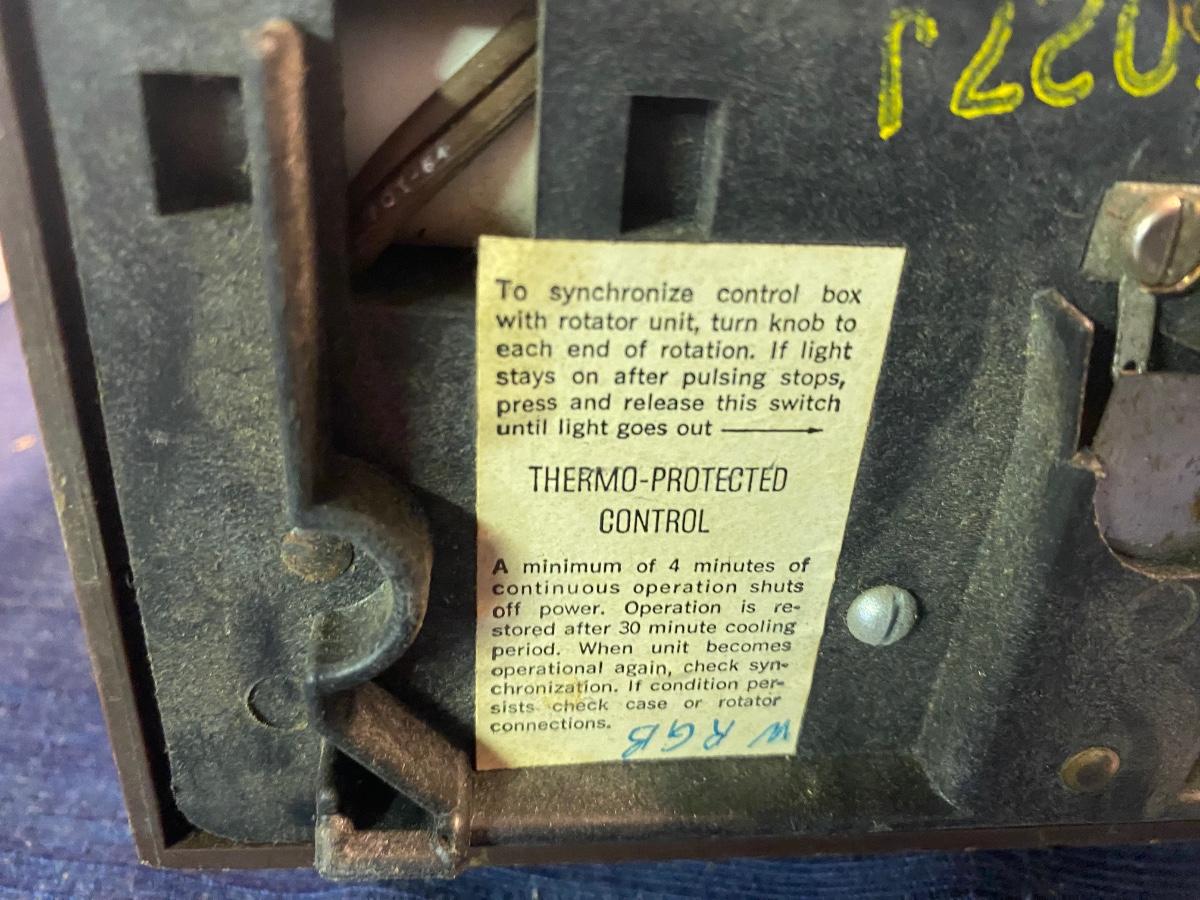 To synchronize control box
with rotator unit, turn knob to
each end of rotation. If light
stays on after pulsing stops,
press and release this switch
until light goes out
THERMO-PROTECTED
CONTROL
A minimum of 4 minutes of
continuous operation shuts
off power. Operation is re-
stored after 30 minute cooling
period. When unit becomes
operational again, check syn-
chronization. If condition per-
sists check case or rotator
connections.
W RGB